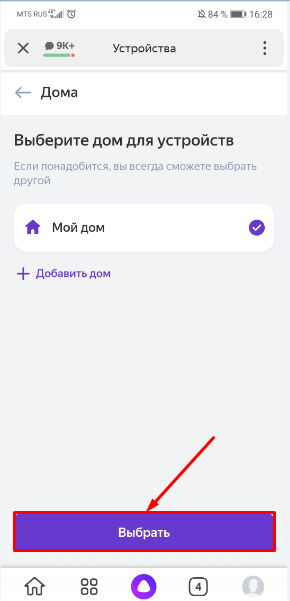 MTS RUS 84 % 16:28
9K+ Устройства
Дома
Выберите дом для устройств
Если понадобится, вы всегда сможете выбрать
другой
Мой дом
Добавить дом
Выбрать
4